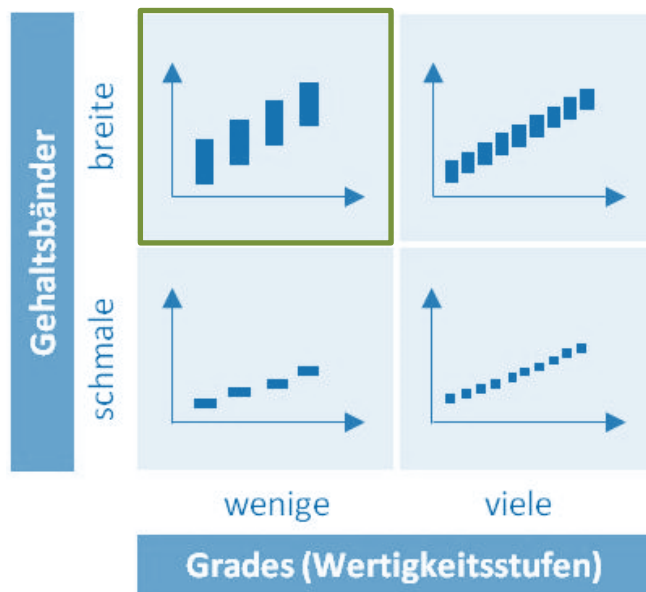 Gehaltsbänder
breite
schmale
wenige
viele
Grades (Wertigkeitsstufen)